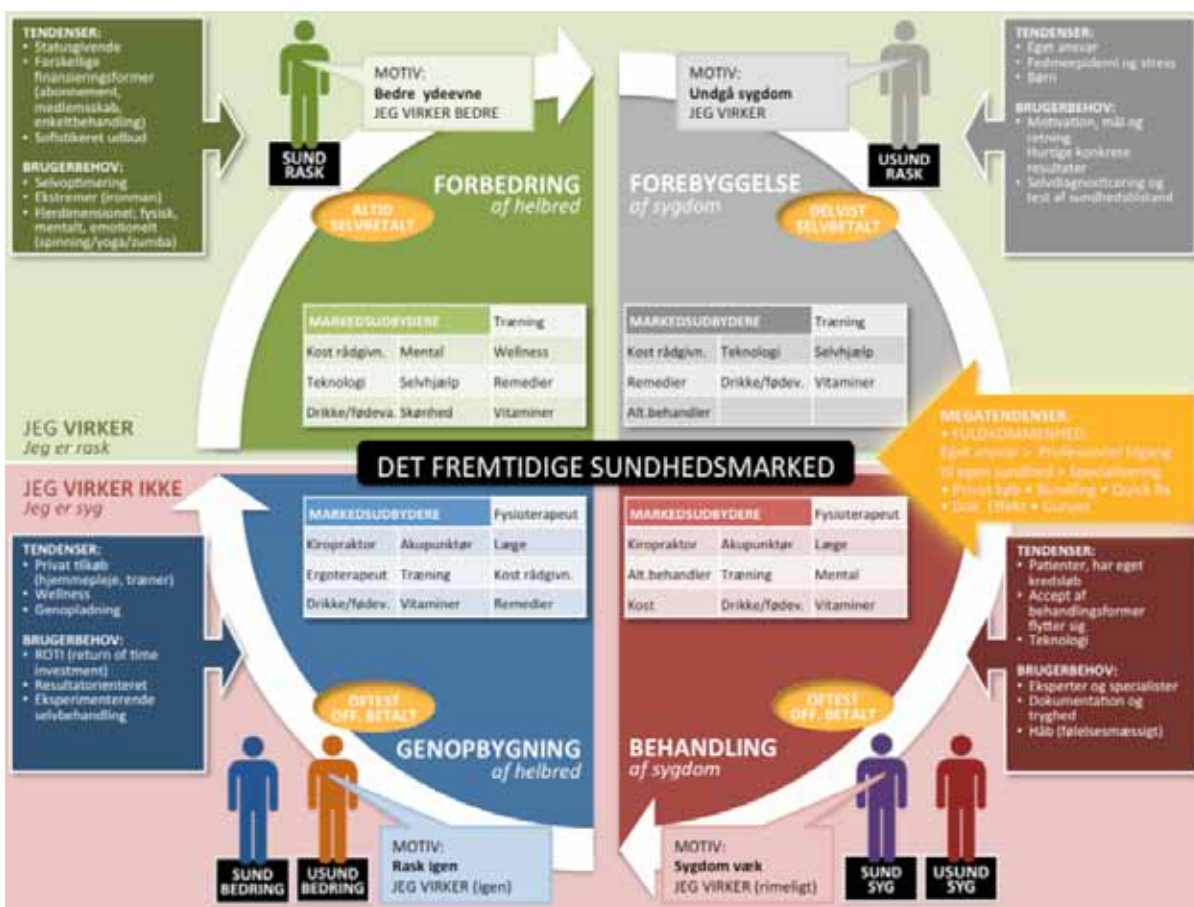 TENDENSER:
• Statusgivende
• Forskellige
finansieringsformer
(abonnement,
medlemsskab,
enkeltbehandling)
• Sofistikeret udbud
BRUGERBEHOV:
• Selvoptimering
• Ekstremer (ironman)
• Flerdimensionel; fysisk,
mentalt, emotionelt
(spinning/yoga/zumba)
SUND
RASK
MOTIV:
Bedre ydeevne
JEG VIRKER BEDRE
FORBEDRING
af helbred
ALTID
SELVBETALT
MARKEDSUDBYDERE Træning
Kost rådgivn. Mental Wellness
Teknologi Selvhjælp Remedier
Drikke/fødeva. Skønhed Vitaminer
JEG VIRKER
Jeg er rask
MOTIV:
Undgå sygdom
JEG VIRKER
USUND
RASK
FOREBYGGELSE
af sygdom
DELVIST
SELVBETALT
TENDENSER:
• Eget ansvar
• Fedmeepidemi og stress
• Børn
BRUGERBEHOV:
• Motivation, mål og
retning
Hurtige konkrete
resultater
• Selvdiagnosticering og
test af sundhedstilstand
MARKEDSUDBYDERE Træning
Kost rådgivn. Teknologi Selvhjælp
Remedier Drikke/fødev. Vitaminer
Alt.behandler
MEGATENDENSER:
• FULDKOMMENHED:
Eget ansvar > Professionel tilgang
til egen sundhed > Specialisering
• Privat køb • Bundling • Quick fix
• Dok. Effekt • Guruer
DET FREMTIDIGE SUNDHEDSMARKED
JEG VIRKER IKKE
Jeg er syg
TENDENSER:
• Privat tilkøb
(hjemmepleje, træner)
• Wellness
• Genopladning
BRUGERBEHOV:
• ROTI (return of time
investment)
• Resultatorienteret
• Eksperimenterende
selvbehandling
MARKEDSUDBYDERE Fysioterapeut
Kiropraktor Akupunktør Læge
Ergoterapeut Træning Kost rådgivn.
Drikke/fødev. Vitaminer Remedier
OFTEST
OFF. BETALT
GENOPBYGNING
af helbred
SUND
BEDRING
USUND
BEDRING
MOTIV:
Rask igen
JEG VIRKER (igen)
MARKEDSUDBYDERE Fysioterapeut
Kiropraktor Akupunktør Læge
Alt.behandler Træning Mental
Kost Drikke/fødev. Vitaminer
OFTEST
OFF. BETALT
BEHANDLING
af sygdom
MOTIV:
Sygdom væk
JEG VIRKER (rimeligt)
SUND
SYG
USUND
SYG
TENDENSER:
• Patienter, har eget
kredsløb
• Accept af
behandlingsformer
flytter sig
• Teknologi
BRUGERBEHOV:
• Eksperter og specialister
• Dokumentation og
tryghed
• Håb (følelsesmæssigt)